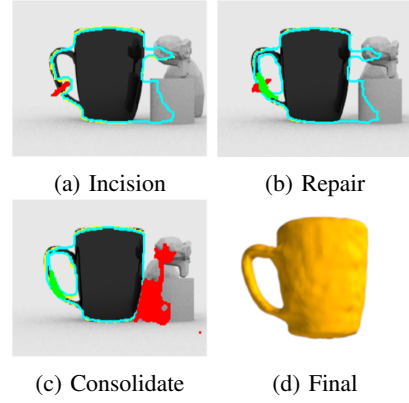 (a) Incision
(b) Repair
(c) Consolidate
(d) Final